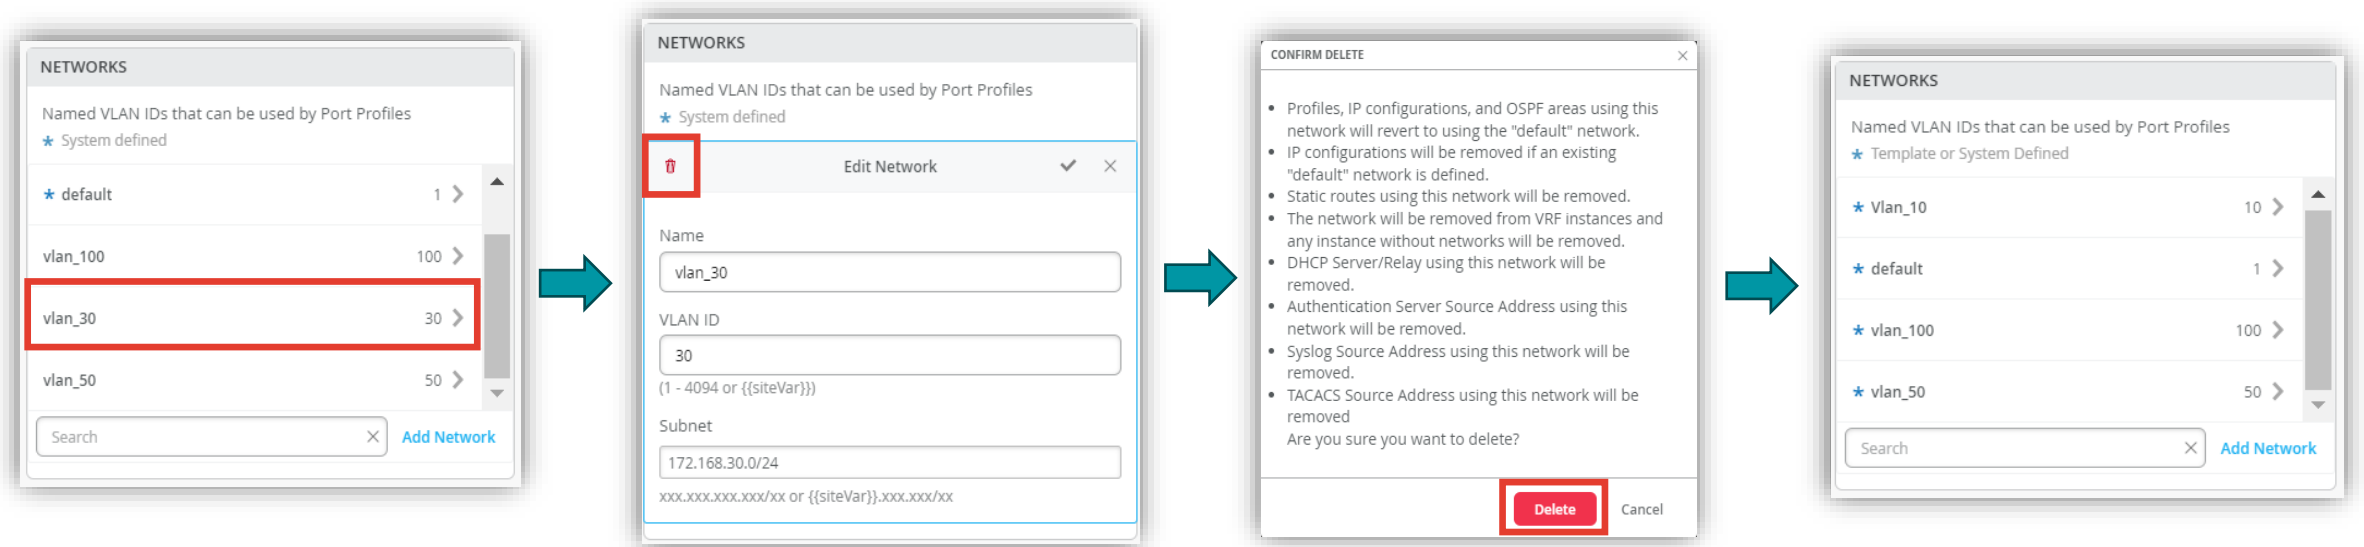 NETWORKS
Named VLAN IDs that can be used by Port Profiles
* System defined
* default 1
vlan_100 100
vlan_30 30
vlan_50 50
Search Add Network
NETWORKS
Named VLAN IDs that can be used by Port Profiles
* System defined
Edit Network
Name
vlan_30
VLAN ID
30
(1 - 4094 or {{siteVar}})
Subnet
172.168.30.0/24
xxx.xxx.xxx.xxx/xx or {{siteVar}}.xxx.xxx/xx
CONFIRM DELETE
• Profiles, IP configurations, and OSPF areas using this
network will revert to using the "default" network.
• IP configurations will be removed if an existing
"default" network is defined.
• Static routes using this network will be removed.
• The network will be removed from VRF instances and
any instance without networks will be removed.
• DHCP Server/Relay using this network will be
removed.
• Authentication Server Source Address using this
network will be removed.
• Syslog Source Address using this network will be
removed.
• TACACS Source Address using this network will be
removed
Are you sure you want to delete?
Delete Cancel
NETWORKS
Named VLAN IDs that can be used by Port Profiles
* Template or System Defined
* Vlan_10 10
* default 1
* vlan_100 100
* vlan_50 50
Search Add Network